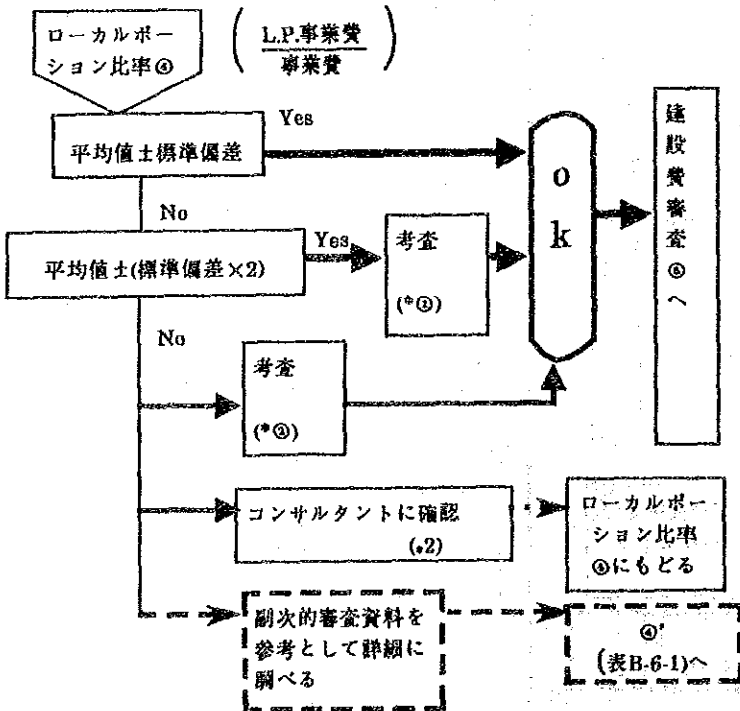 ローカルポー
ション比率④
(L.P.事業費
事業費)
平均値±標準偏差
Yes
No
平均値±(標準偏差×2)
Yes
考査
(*②)
No
考査
(*②)
コンサルタントに確認
(*2)
副次的審査資料を
参考として詳細に
調べる
ok
建設費審査⑥へ
ローカルポー
ション比率
④にもどる
④'
(表B-6-1)へ